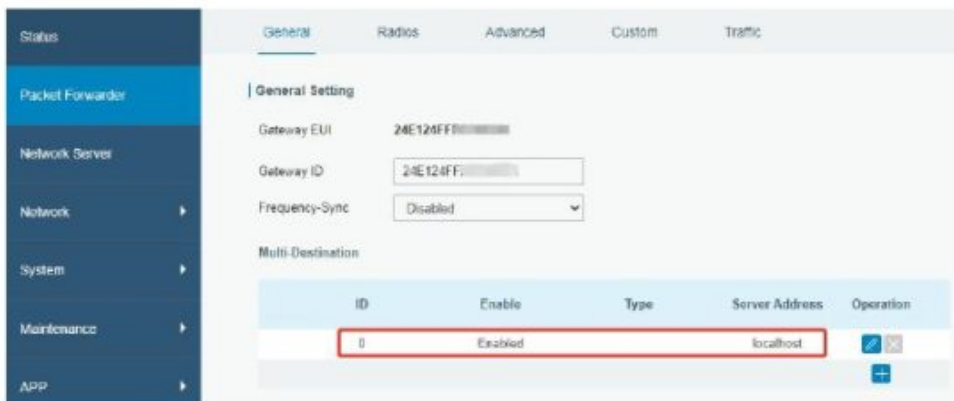 Status
Packet Forwarder
Network Server
Network
System
Maintenance
APP
General Radios Advanced Custom Traffic
General Setting
Gateway EUI 24E124FF
Gateway ID 24E124FF
Frequency-Sync Disabled
Multi-Destination
ID Enable Type Server Address Operation
0 Enabled localhost